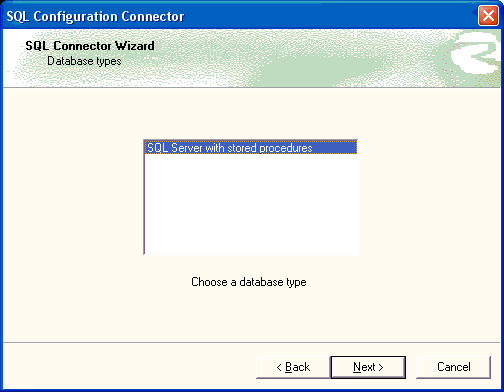 SQL Configuration Connector
SQL Connector Wizard
Database types
SQL Server with stored procedures
Choose a database type
< Back Next > Cancel